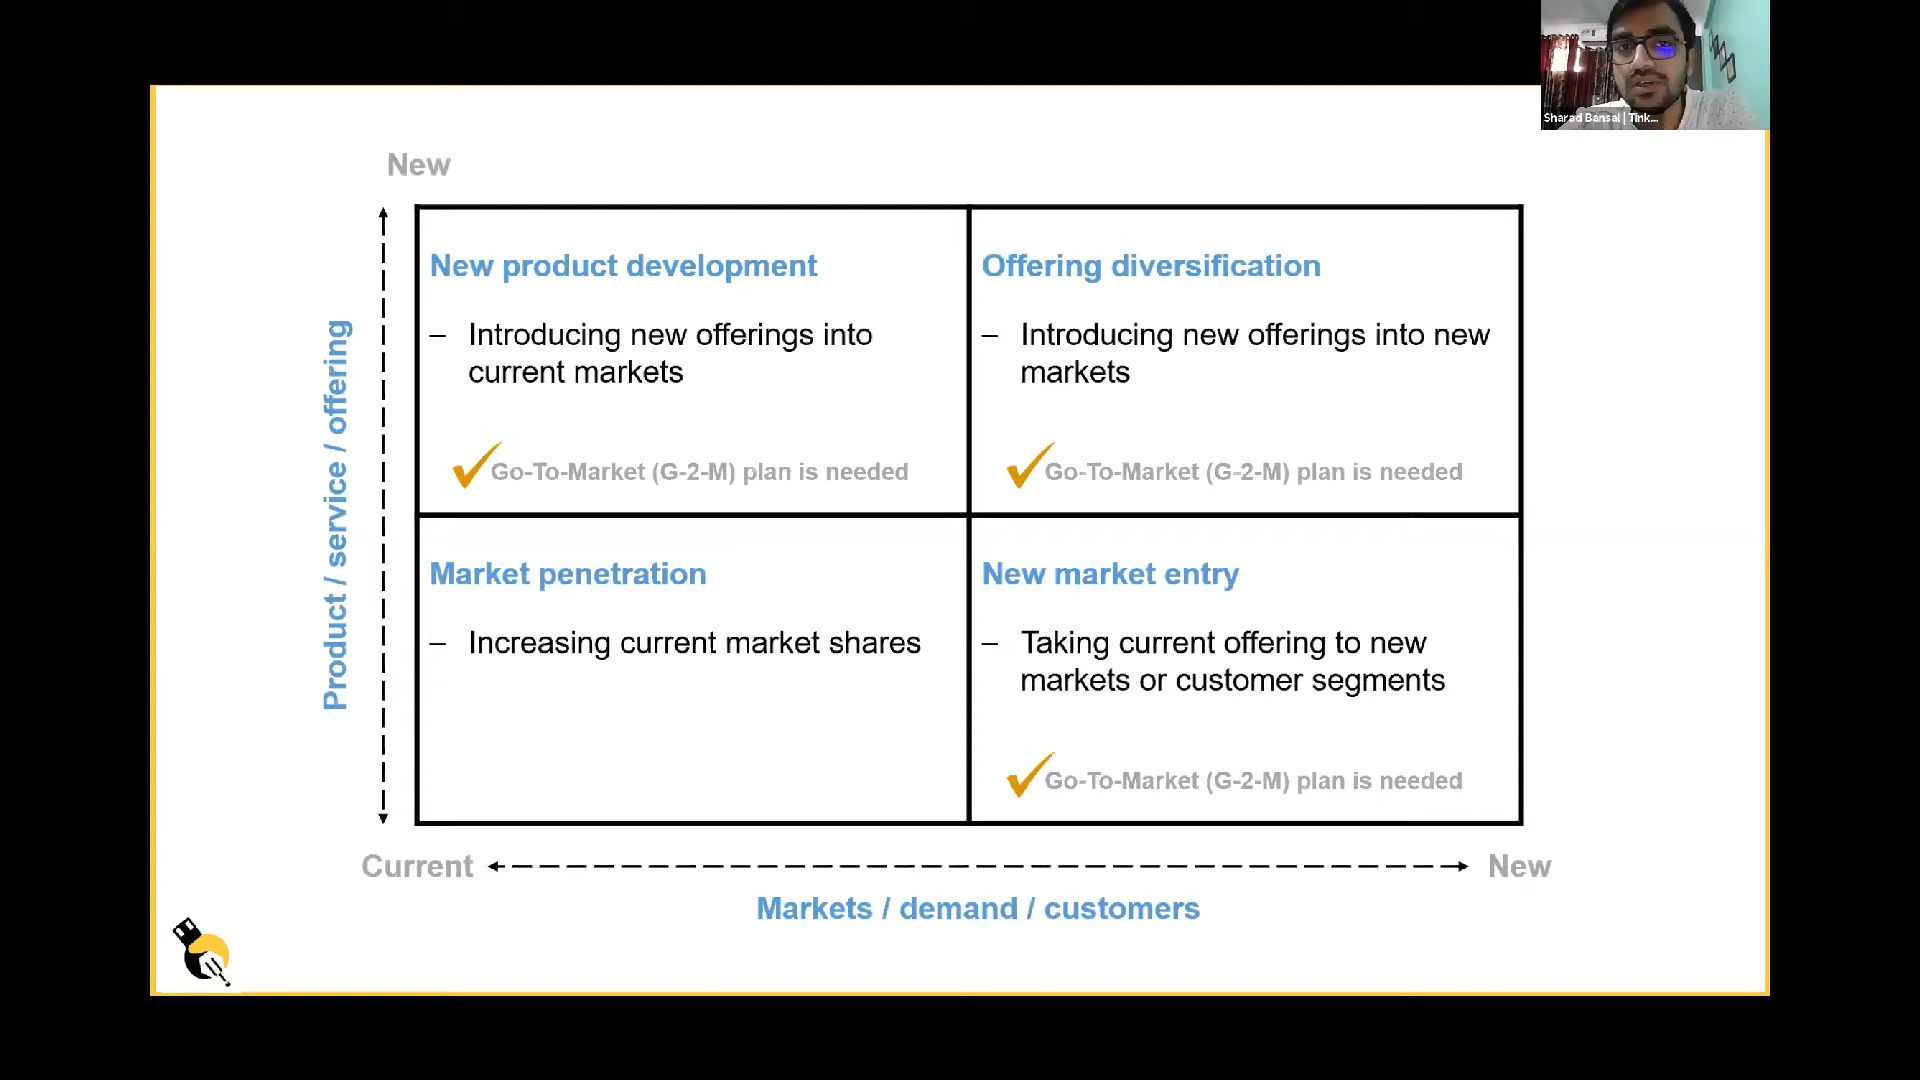 Sharad Bansal | Tink...
New
New product development
– Introducing new offerings into
current markets
Go-To-Market (G-2-M) plan is needed
Offering diversification
– Introducing new offerings into new
markets
Go-To-Market (G-2-M) plan is needed
Product / service / offering
Market penetration
– Increasing current market shares
New market entry
– Taking current offering to new
markets or customer segments
Go-To-Market (G-2-M) plan is needed
Current
New
Markets / demand / customers